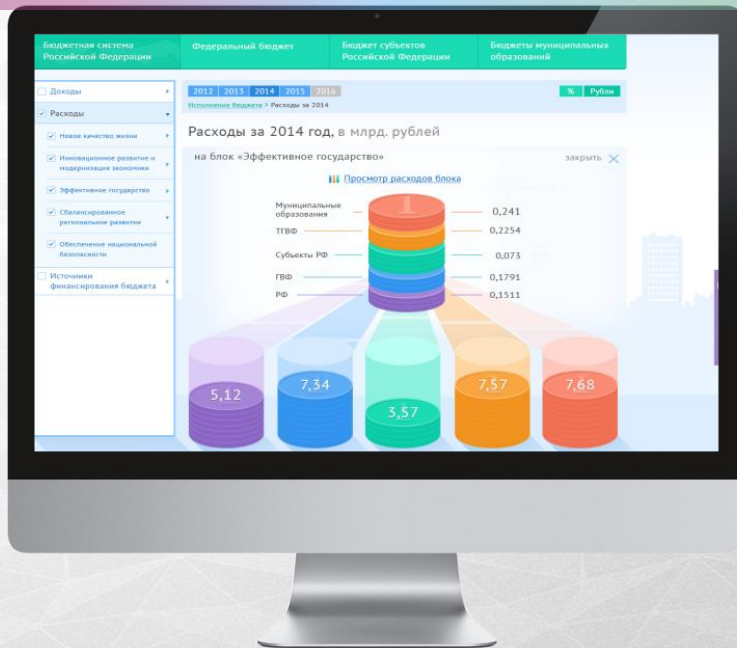 Бюджетная система
Российской Федерации
Федеральный бюджет
Бюджет субъектов
Российской Федерации
Бюджеты муниципальных
образований
Доходы
Расходы
Новое качество жизни
Инновационное развитие и
модернизация экономики
Эффективное государство
Сбалансированное
региональное развитие
Обеспечение национальной
безопасности
Источники
финансирования бюджета
2012 2013 2014 2015 2016
% Рубли
Исполнение бюджета > Расходы за 2014
Расходы за 2014 год, в млрд. рублей
на блок «Эффективное государство»
закрыть
Просмотр расходов блока
1
Муниципальные
образования
0,241
ТГВФ
0,2254
Субъекты РФ
0,073
ГВФ
0,1791
РФ
0,1511
5,12
7,34
3,57
7,57
7,68